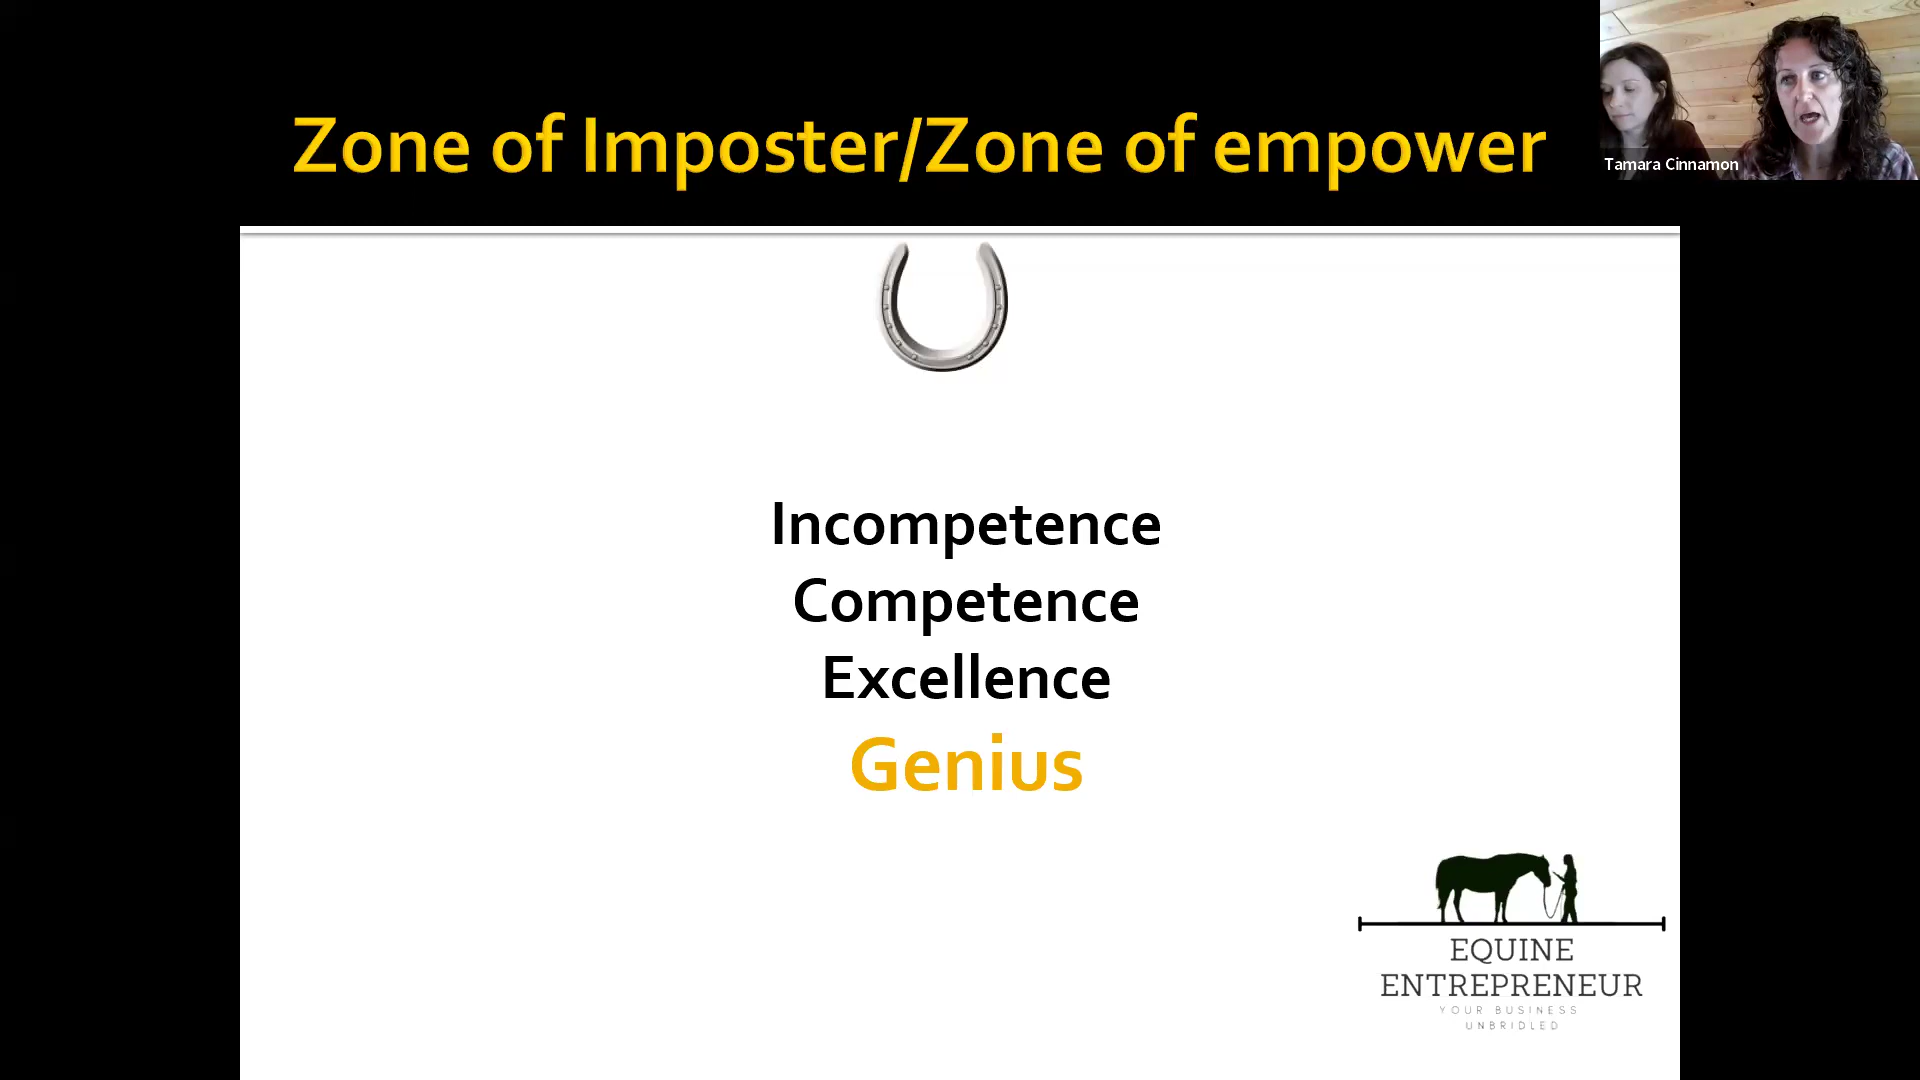 Zone of Imposter/Zone of empower
Tamara Cinnamon
Incompetence
Competence
Excellence
Genius
EQUINE
ENTREPRENEUR
YOUR BUSINESS
UNBRIDLED